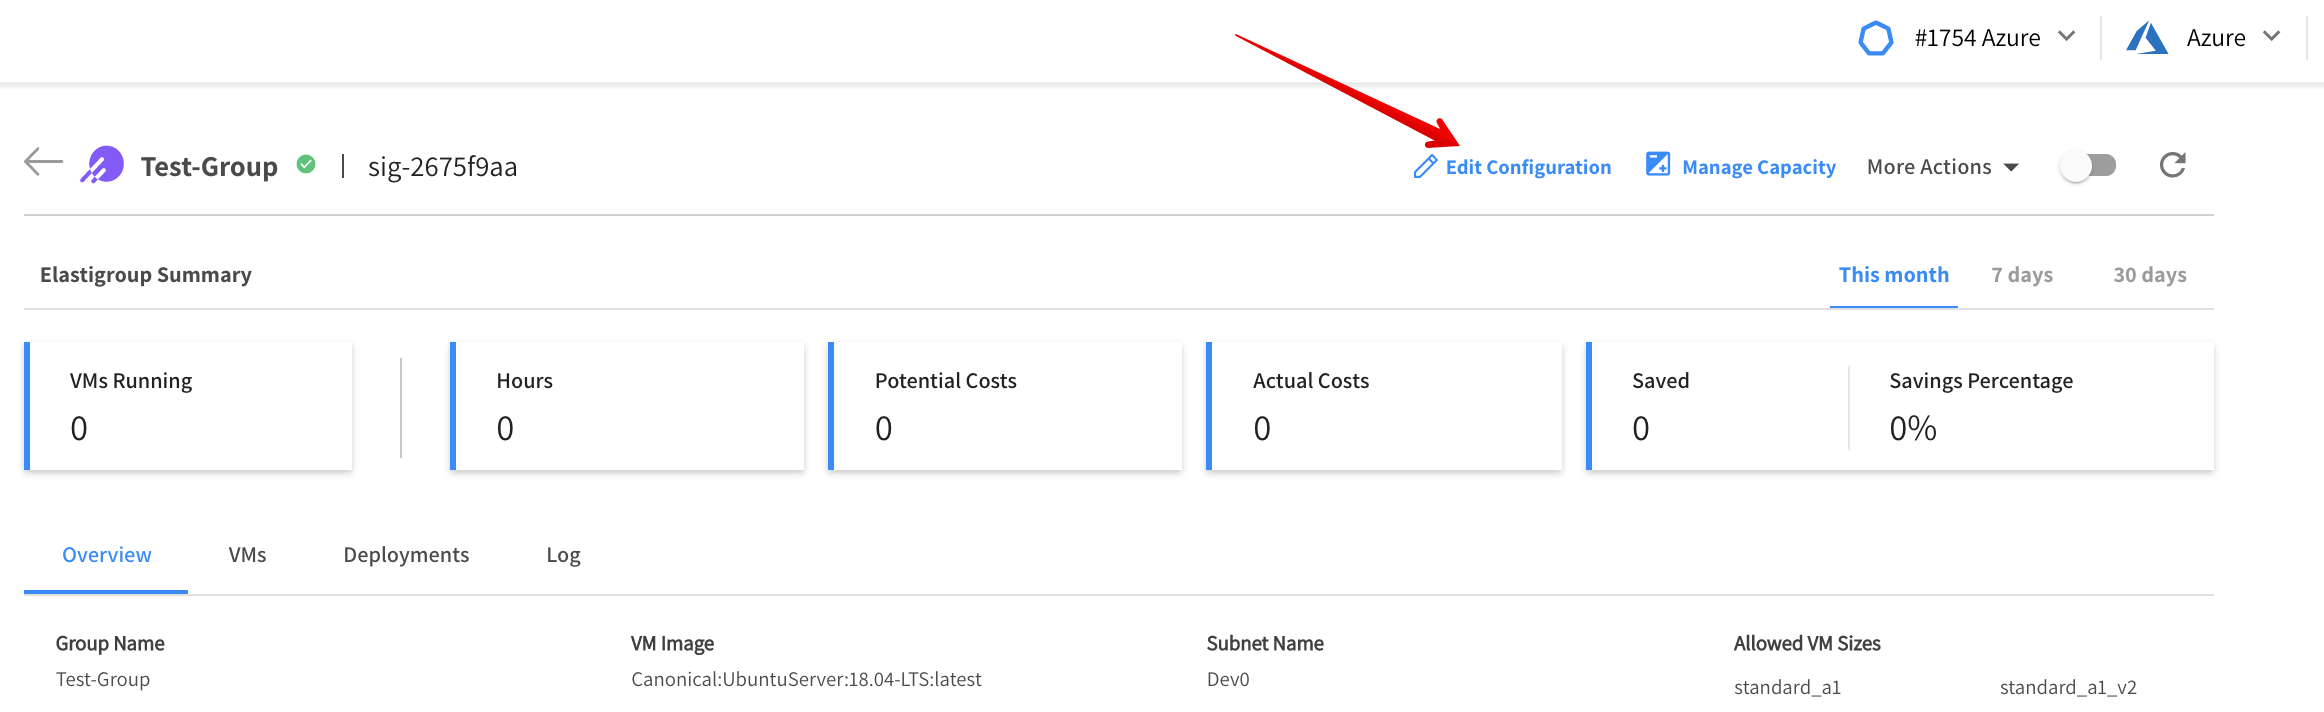 #1754 Azure Azure
Test-Group | sig-2675f9aa Edit Configuration Manage Capacity More Actions
Elastigroup Summary This month 7 days 30 days
VMs Running Hours Potential Costs Actual Costs Saved Savings Percentage
0 0 0 0 0 0%
Overview VMs Deployments Log
Group Name VM Image Subnet Name Allowed VM Sizes
Test-Group Canonical:UbuntuServer:18.04-LTS:latest Dev0 standard_a1 standard_a1_v2